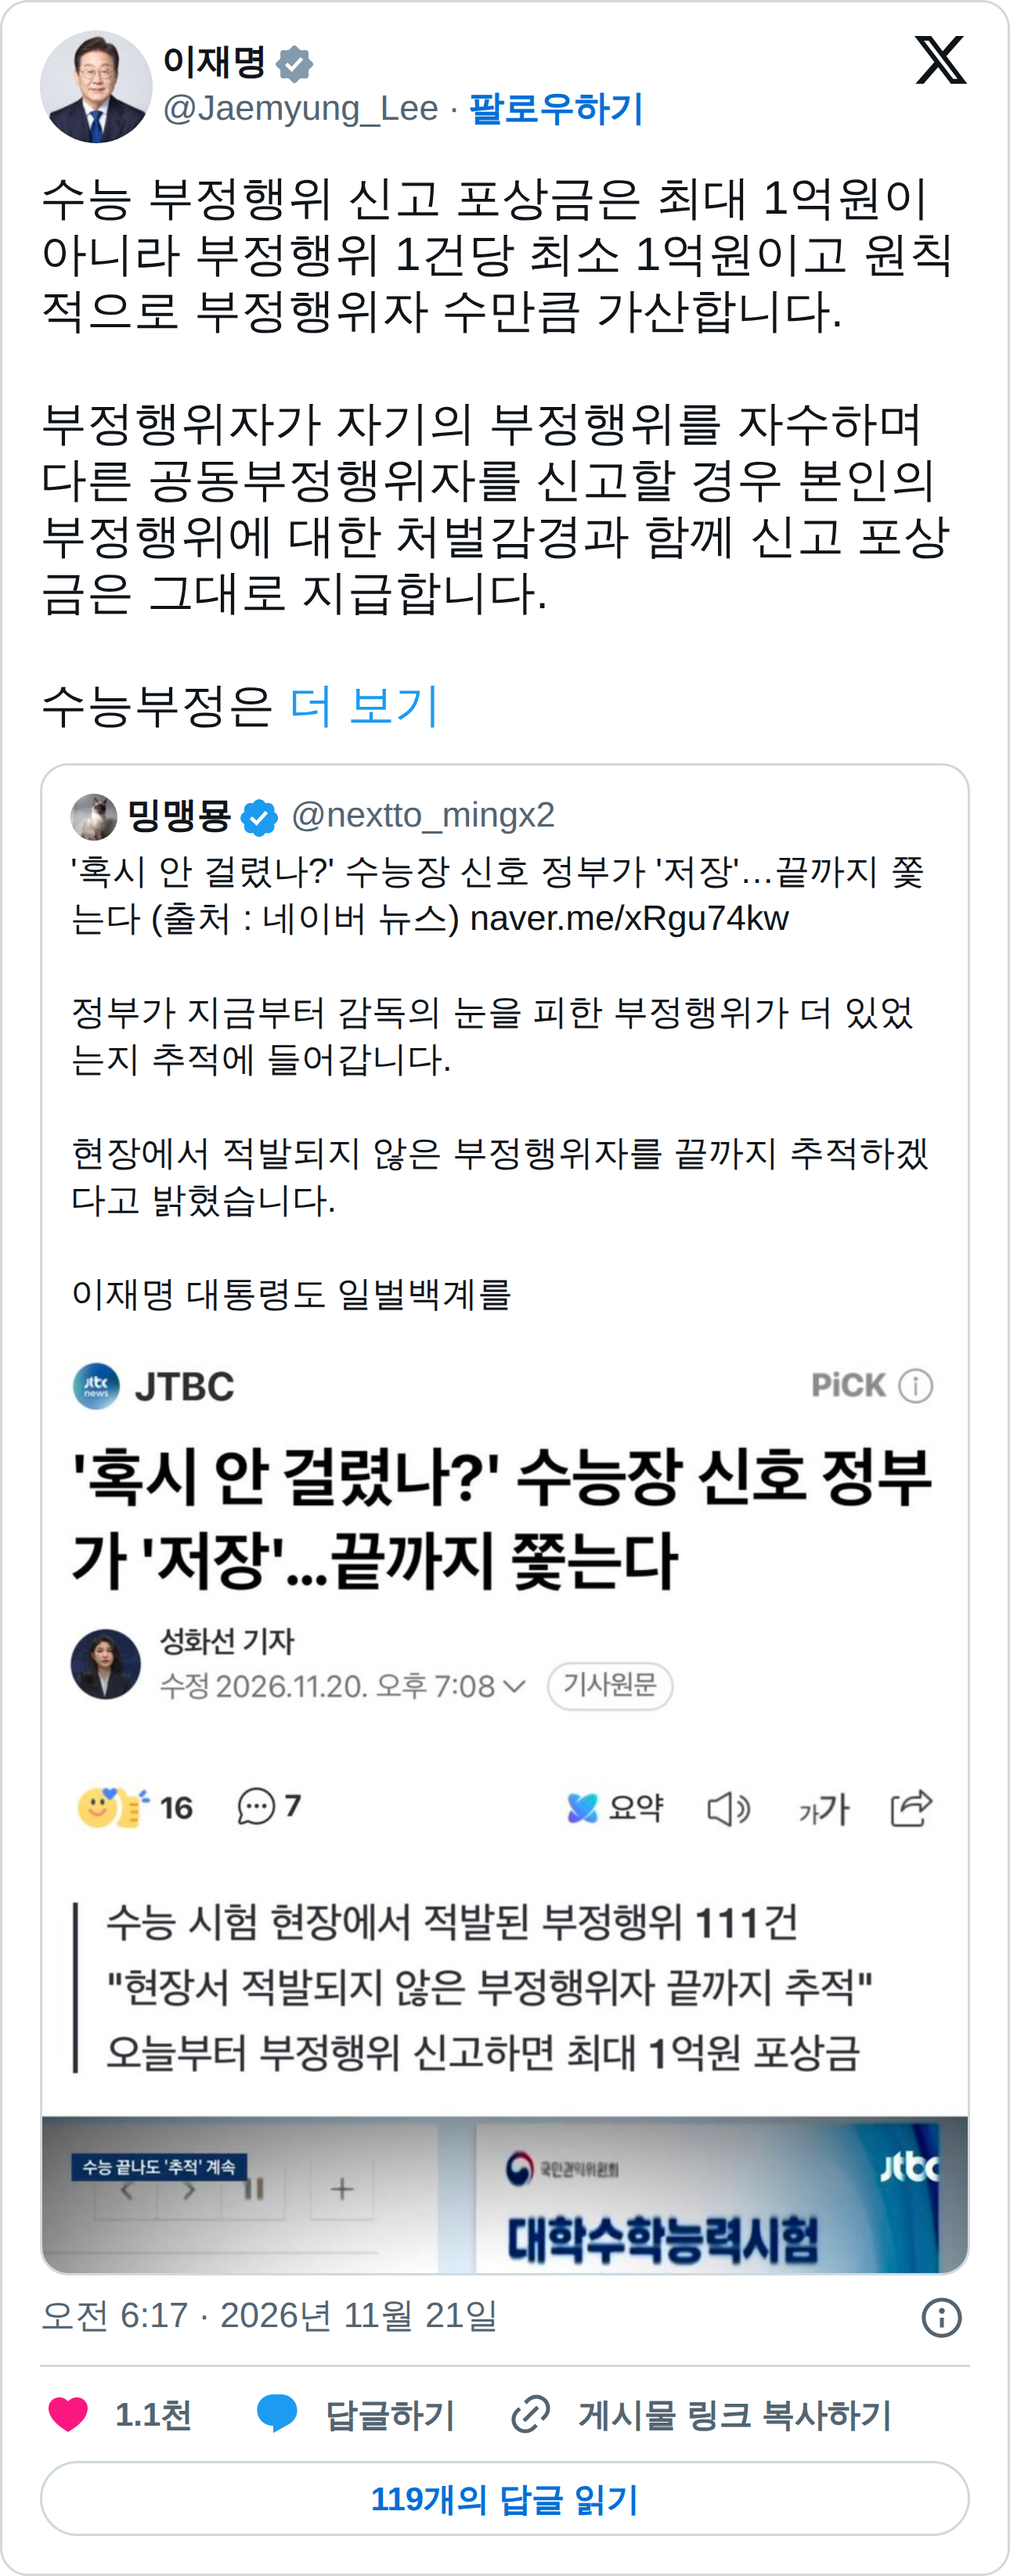 이재명
@Jaemyung_Lee · 팔로우하기
수능 부정행위 신고 포상금은 최대 1억원이
아니라 부정행위 1건당 최소 1억원이고 원칙
적으로 부정행위자 수만큼 가산합니다.
부정행위자가 자기의 부정행위를 자수하며
다른 공동부정행위자를 신고할 경우 본인의
부정행위에 대한 처벌감경과 함께 신고 포상
금은 그대로 지급합니다.
수능부정은 더 보기
밍맹묭 @nextto_mingx2
'혹시 안 걸렸나?' 수능장 신호 정부가 '저장'…끝까지 쫓
는다 (출처 : 네이버 뉴스) naver.me/xRgu74kw
정부가 지금부터 감독의 눈을 피한 부정행위가 더 있었
는지 추적에 들어갑니다.
현장에서 적발되지 않은 부정행위자를 끝까지 추적하겠
다고 밝혔습니다.
이재명 대통령도 일벌백계를
jtbc news JTBC PiCK
'혹시 안 걸렸나?' 수능장 신호 정부
가 '저장'…끝까지 쫓는다
성화선 기자
수정 2026.11.20. 오후 7:08 기사원문
16 7 요약 가가
수능 시험 현장에서 적발된 부정행위 111건
"현장서 적발되지 않은 부정행위자 끝까지 추적"
오늘부터 부정행위 신고하면 최대 1억원 포상금
수능 끝나도 '추적' 계속
국민권익위원회 jtbc
대학수학능력시험
오전 6:17 · 2026년 11월 21일
1.1천 답글하기 게시물 링크 복사하기
119개의 답글 읽기